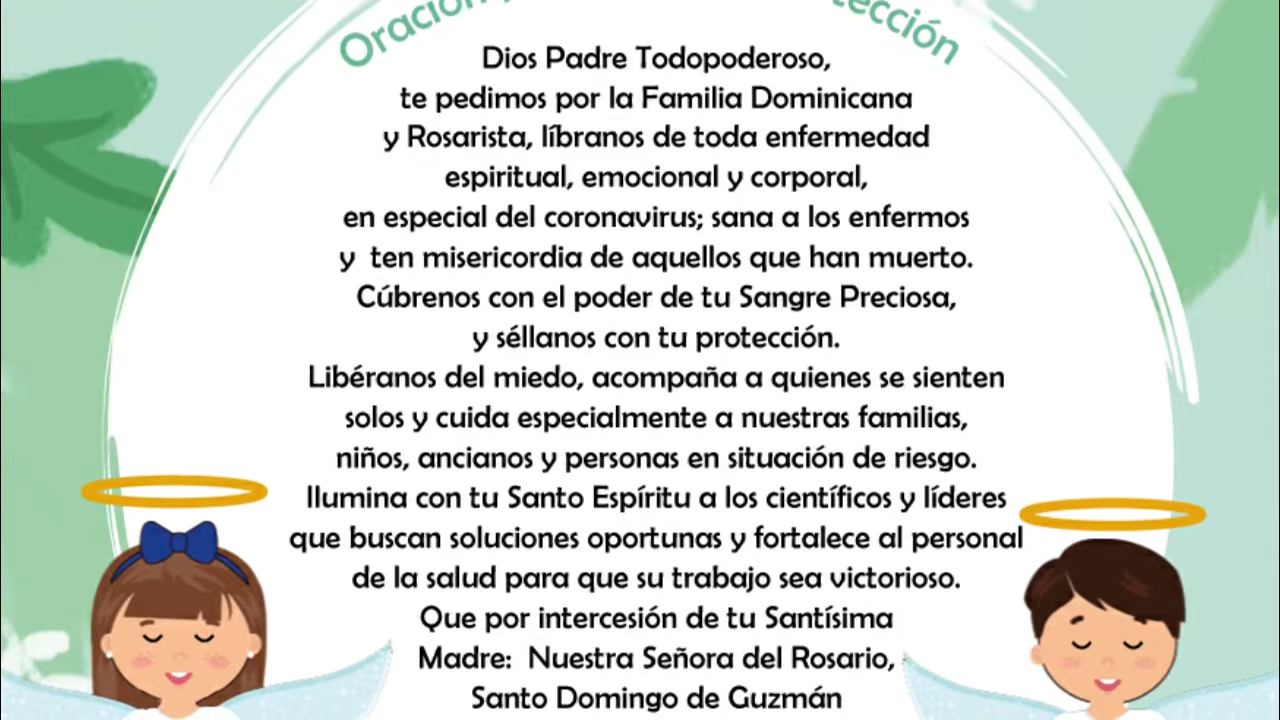 Oración
Dios Padre Todopoderoso,
te pedimos por la Familia Dominicana
y Rosarista, líbranos de toda enfermedad
espiritual, emocional y corporal,
en especial del coronavirus; sana a los enfermos
y ten misericordia de aquellos que han muerto.
Cúbrenos con el poder de tu Sangre Preciosa,
y séllanos con tu protección.
Libéranos del miedo, acompaña a quienes se sienten
solos y cuida especialmente a nuestras familias,
niños, ancianos y personas en situación de riesgo.
Ilumina con tu Santo Espíritu a los científicos y líderes
que buscan soluciones oportunas y fortalece al personal
de la salud para que su trabajo sea victorioso.
Que por intercesión de tu Santísima
Madre: Nuestra Señora del Rosario,
Santo Domingo de Guzmán